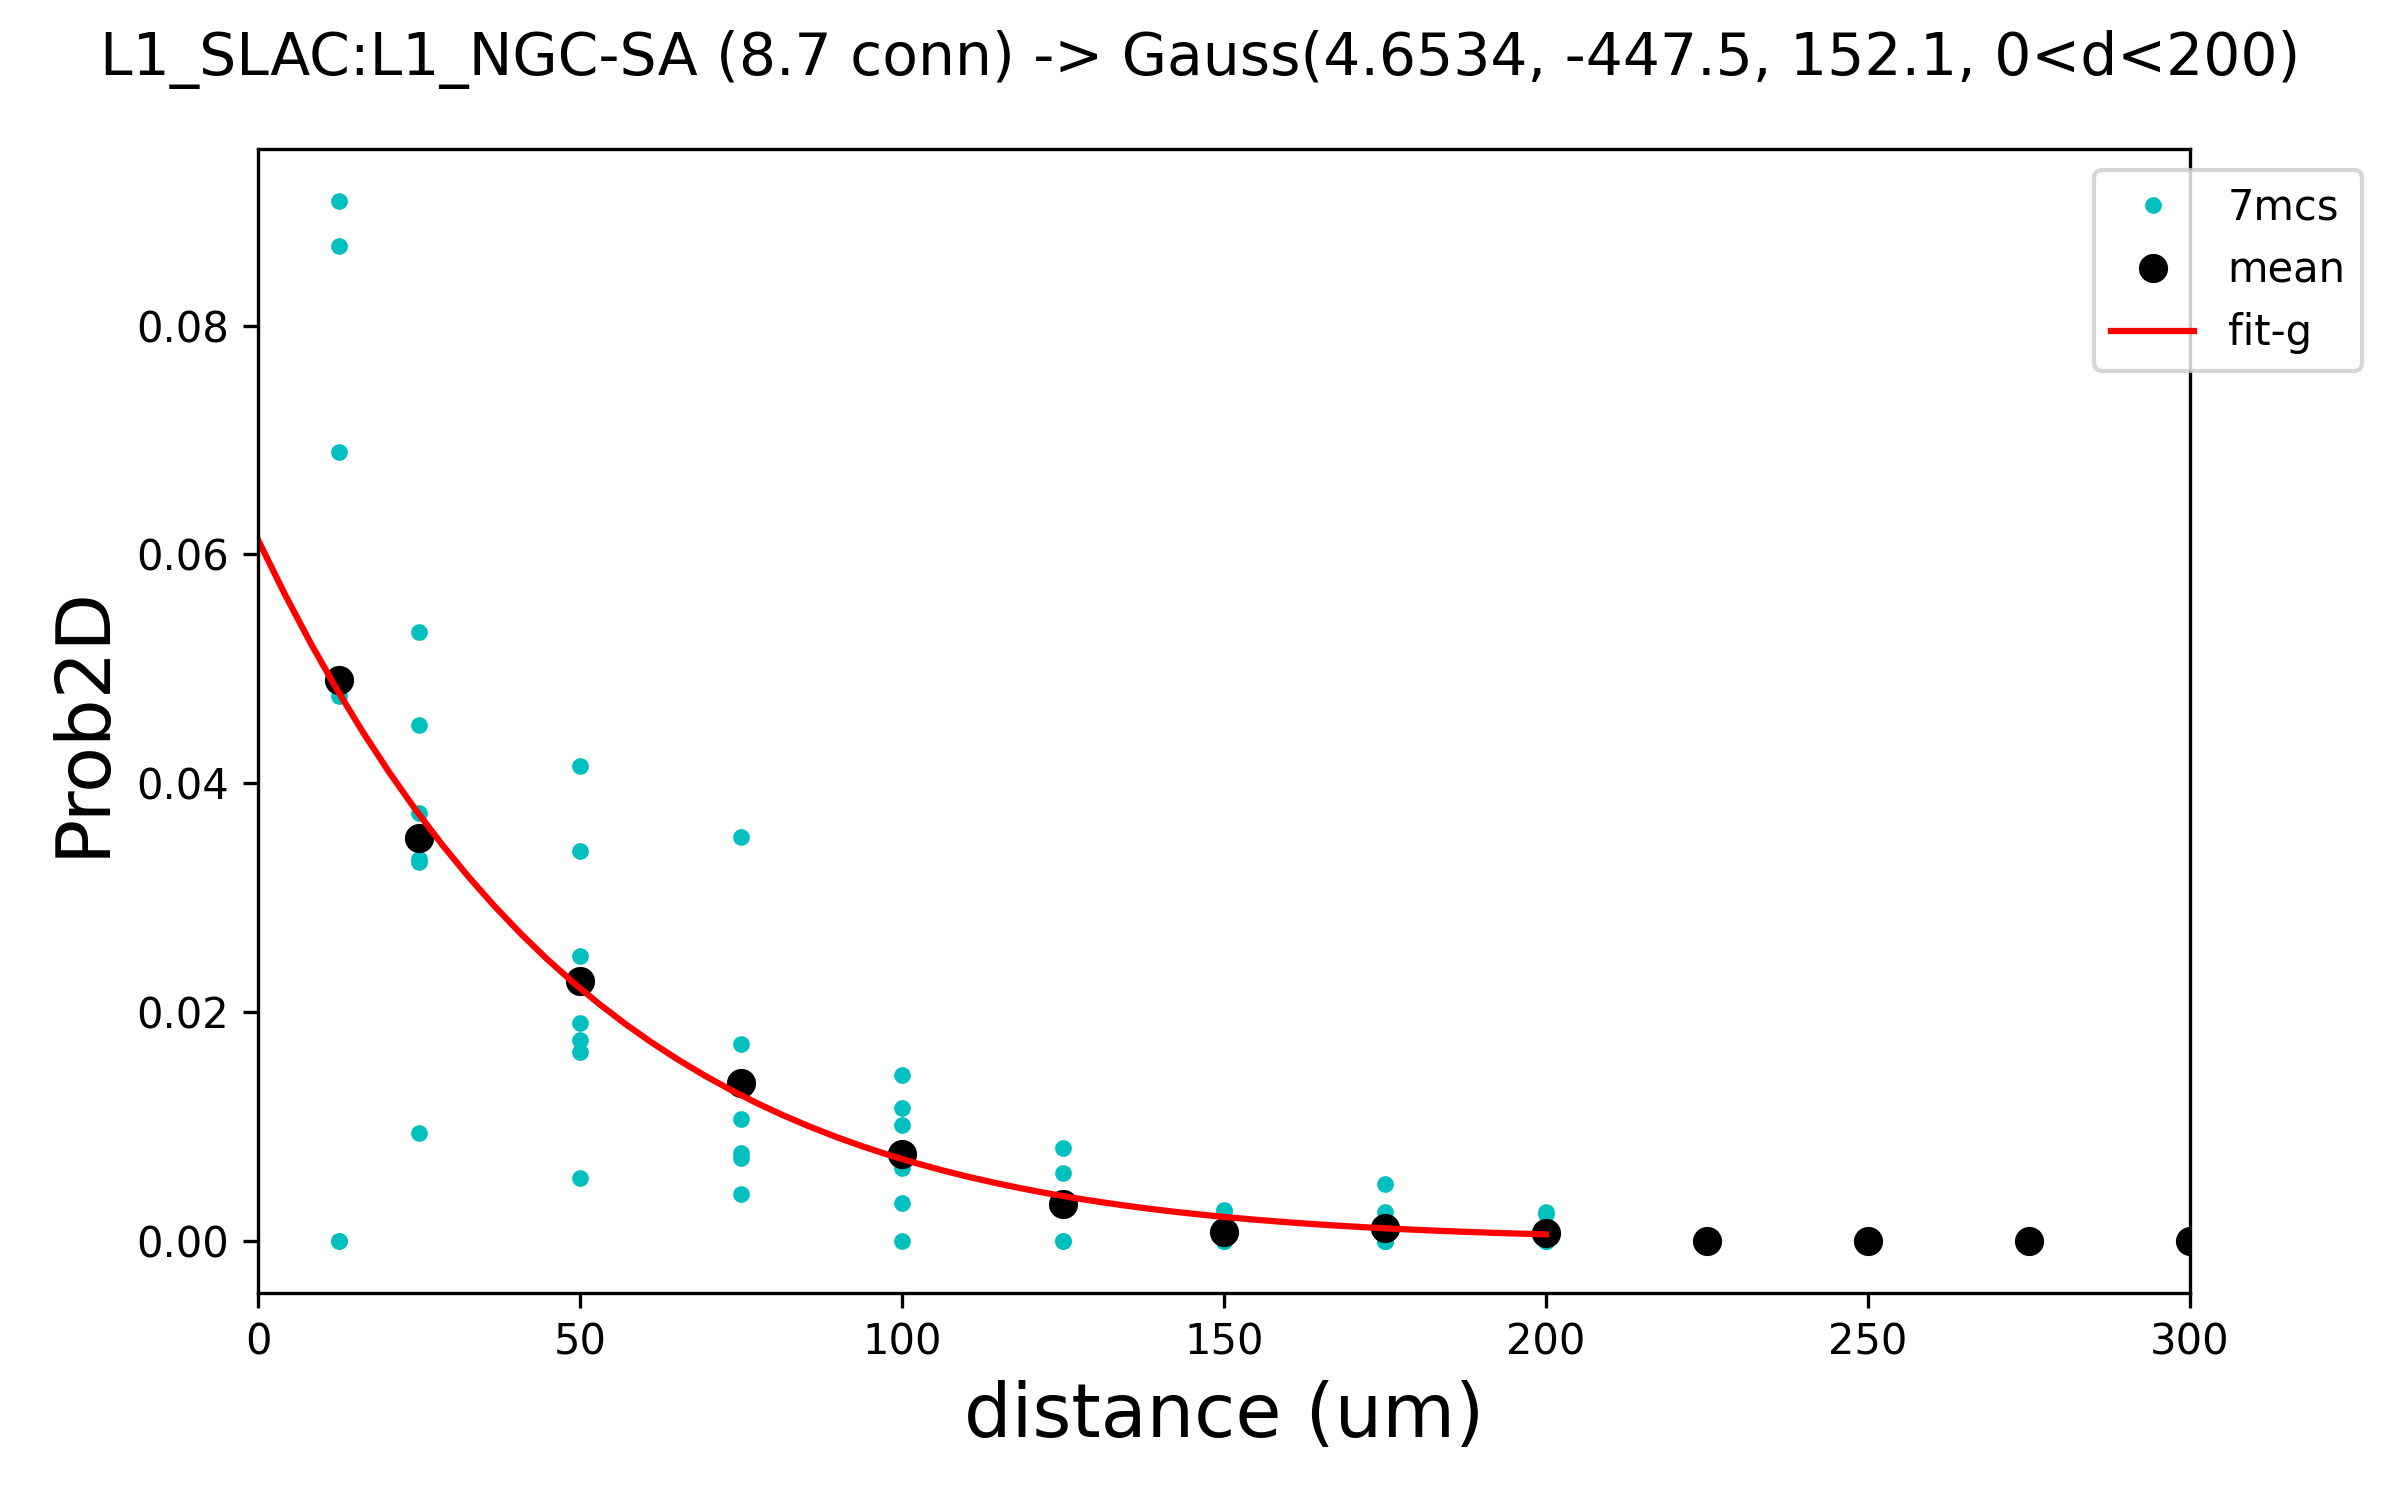 L1_SLAC:L1_NGC-SA (8.7 conn) -> Gauss(4.6534, -447.5, 152.1, 0<d<200)
7mcs
mean
fit-g
Prob2D
0.08
0.06
0.04
0.02
0.00
0 50 100 150 200 250 300
distance (um)